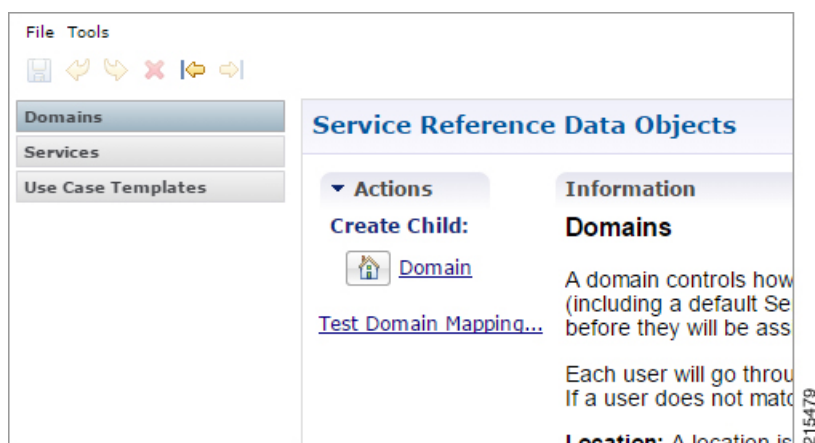 File Tools
Domains
Services
Use Case Templates
Service Reference Data Objects
Actions
Create Child:
Domain
Test Domain Mapping...
Information
Domains
A domain controls how
(including a default Se
before they will be ass
Each user will go throu
If a user does not matc
Location: A location is
215479